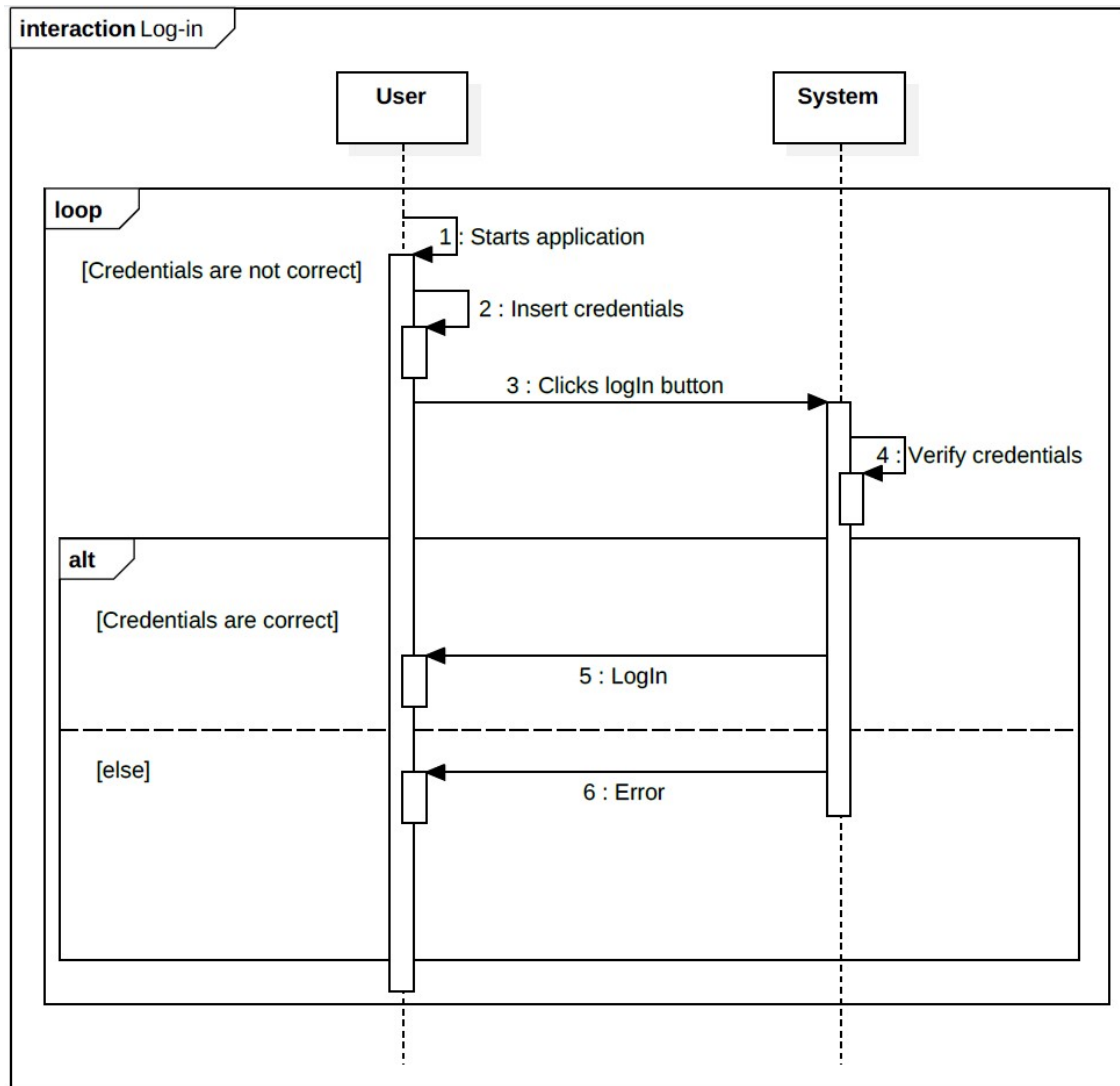 interaction Log-in
User
System
loop
1 : Starts application
[Credentials are not correct]
2 : Insert credentials
3 : Clicks logIn button
4 : Verify credentials
alt
[Credentials are correct]
5 : LogIn
[else]
6 : Error